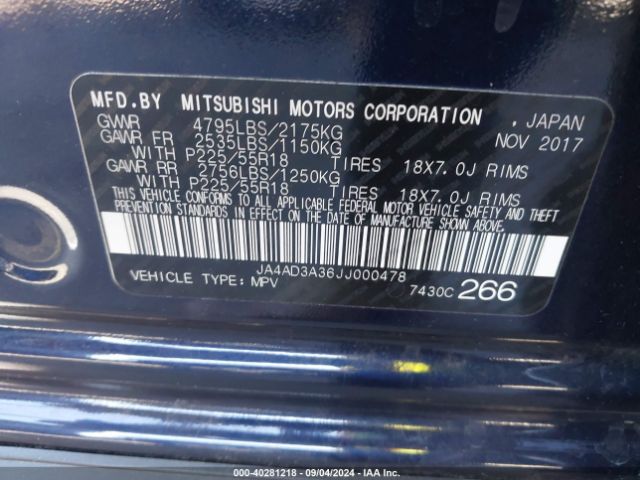 MFD.BY MITSUBISHI MOTORS CORPORATION , JAPAN
GVWR 4795LBS/2175KG NOV 2017
GAWR FR 2535LBS/1150KG
WITH P225/55R18 TIRES 18X7.0J RIMS
GAWR RR 2756LBS/1250KG
WITH P225/55R18 TIRES 18X7.0J RIMS
THIS VEHICLE CONFORMS TO ALL APPLICABLE FEDERAL MOTOR VEHICLE SAFETY AND THEFT
PREVENTION STANDARDS IN EFFECT ON THE DATE OF MANUFACTURE SHOWN ABOVE.
JA4AD3A36JJ000478
VEHICLE TYPE: MPV 7430C 266
000-40281218 - 09/04/2024 - IAA Inc.